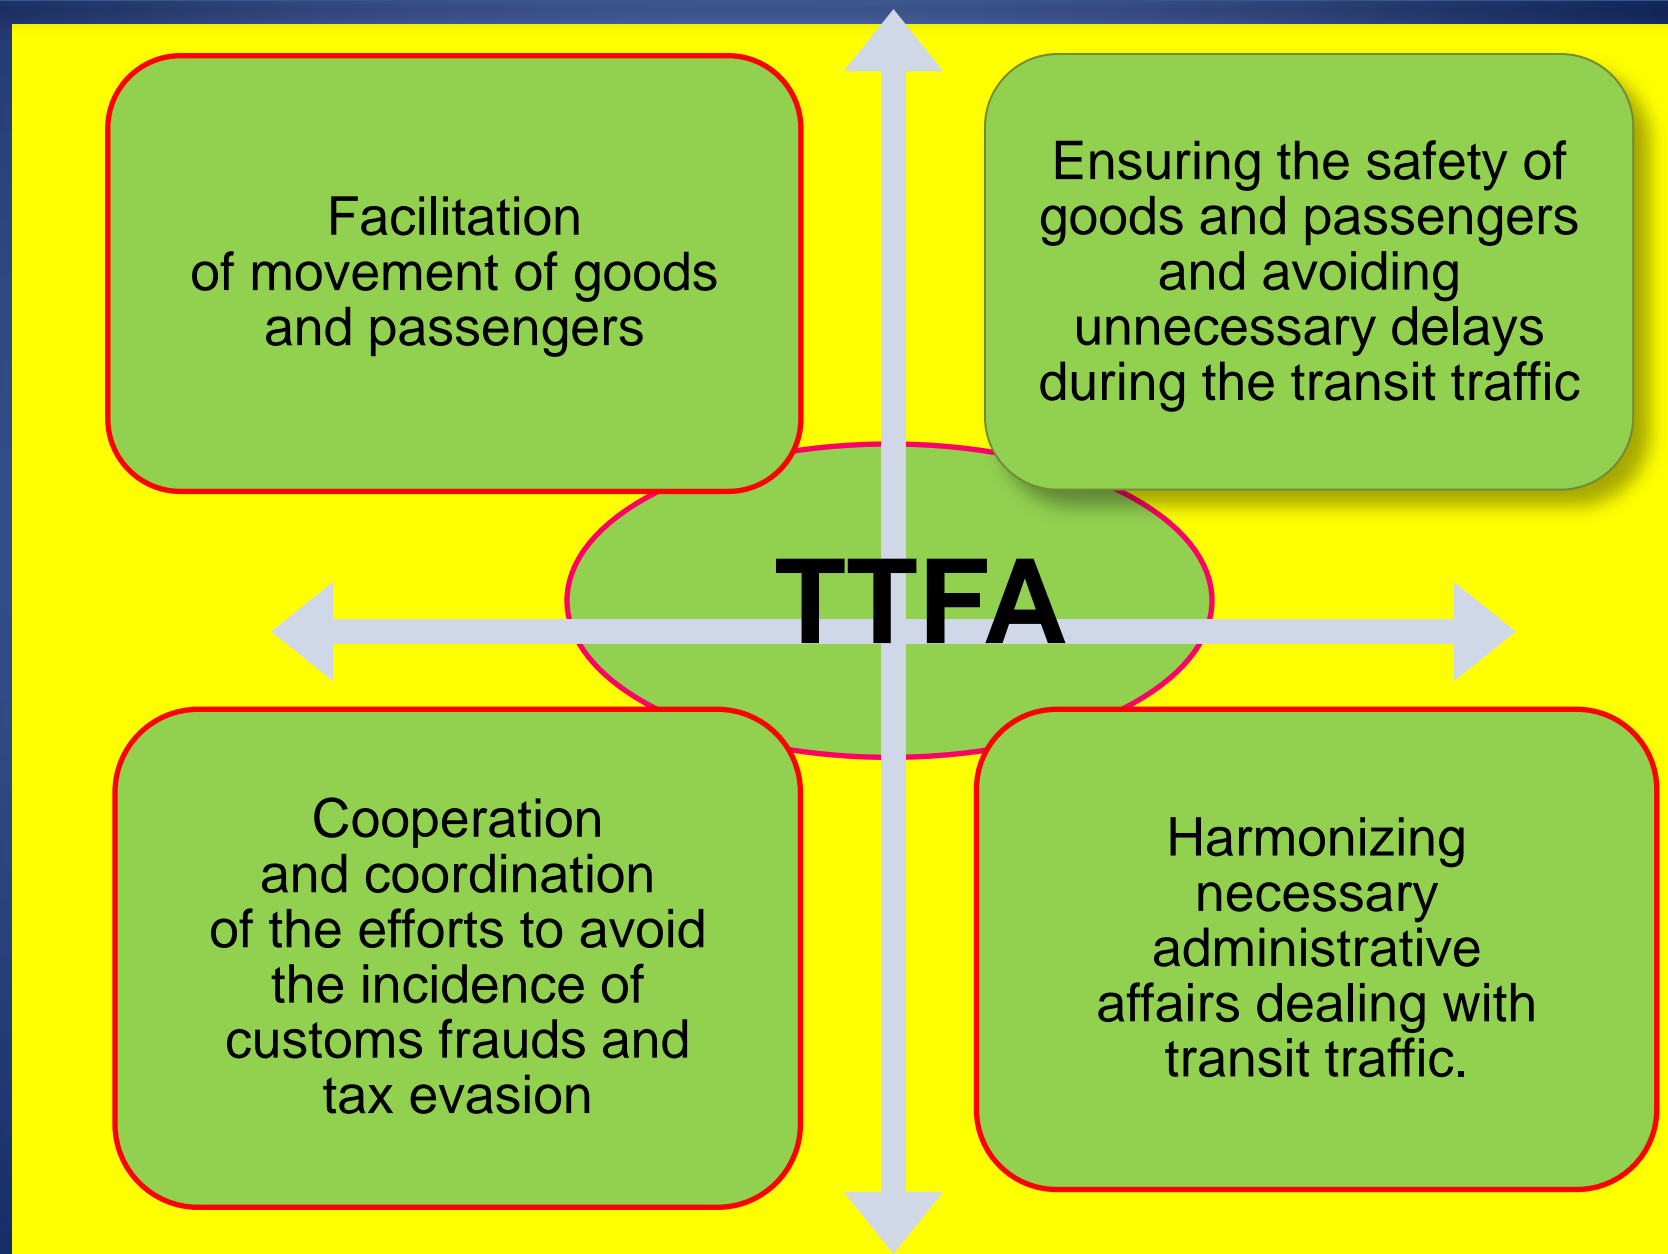 Facilitation
of movement of goods
and passengers
Ensuring the safety of
goods and passengers
and avoiding
unnecessary delays
during the transit traffic
TTFA
Cooperation
and coordination
of the efforts to avoid
the incidence of
customs frauds and
tax evasion
Harmonizing
necessary
administrative
affairs dealing with
transit traffic.